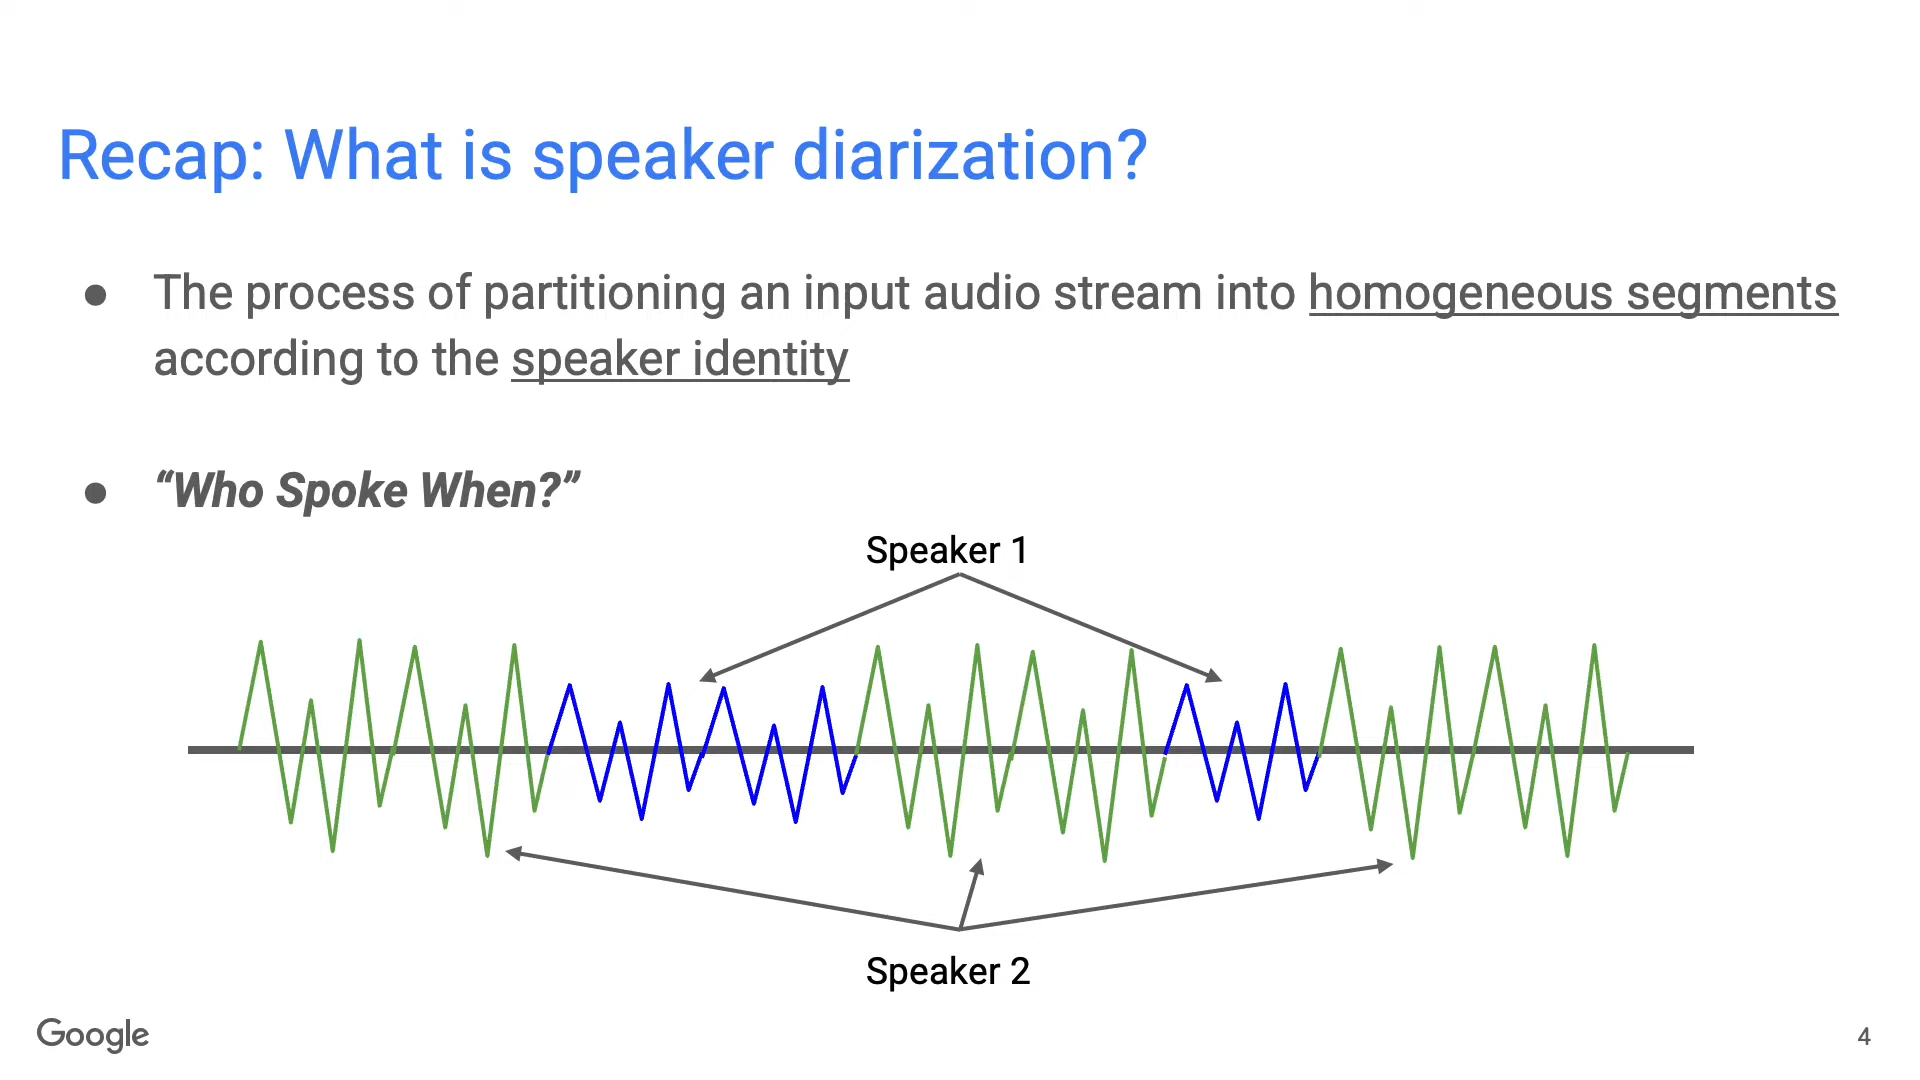 Recap: What is speaker diarization?
● The process of partitioning an input audio stream into homogeneous segments
according to the speaker identity
● “Who Spoke When?”
Speaker 1
Speaker 2
Google
4